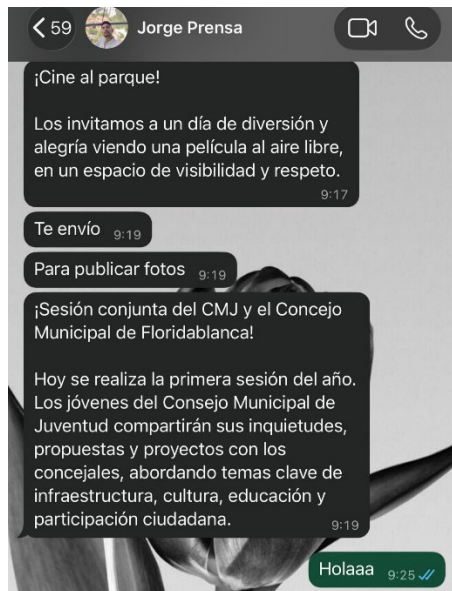 59 Jorge Prensa
¡Cine al parque!
Los invitamos a un día de diversión y
alegría viendo una película al aire libre,
en un espacio de visibilidad y respeto.
9:17
Te envío 9:19
Para publicar fotos 9:19
¡Sesión conjunta del CMJ y el Concejo
Municipal de Floridablanca!
Hoy se realiza la primera sesión del año.
Los jóvenes del Consejo Municipal de
Juventud compartirán sus inquietudes,
propuestas y proyectos con los
concejales, abordando temas clave de
infraestructura, cultura, educación y
participación ciudadana. 9:19
Holaaa 9:25